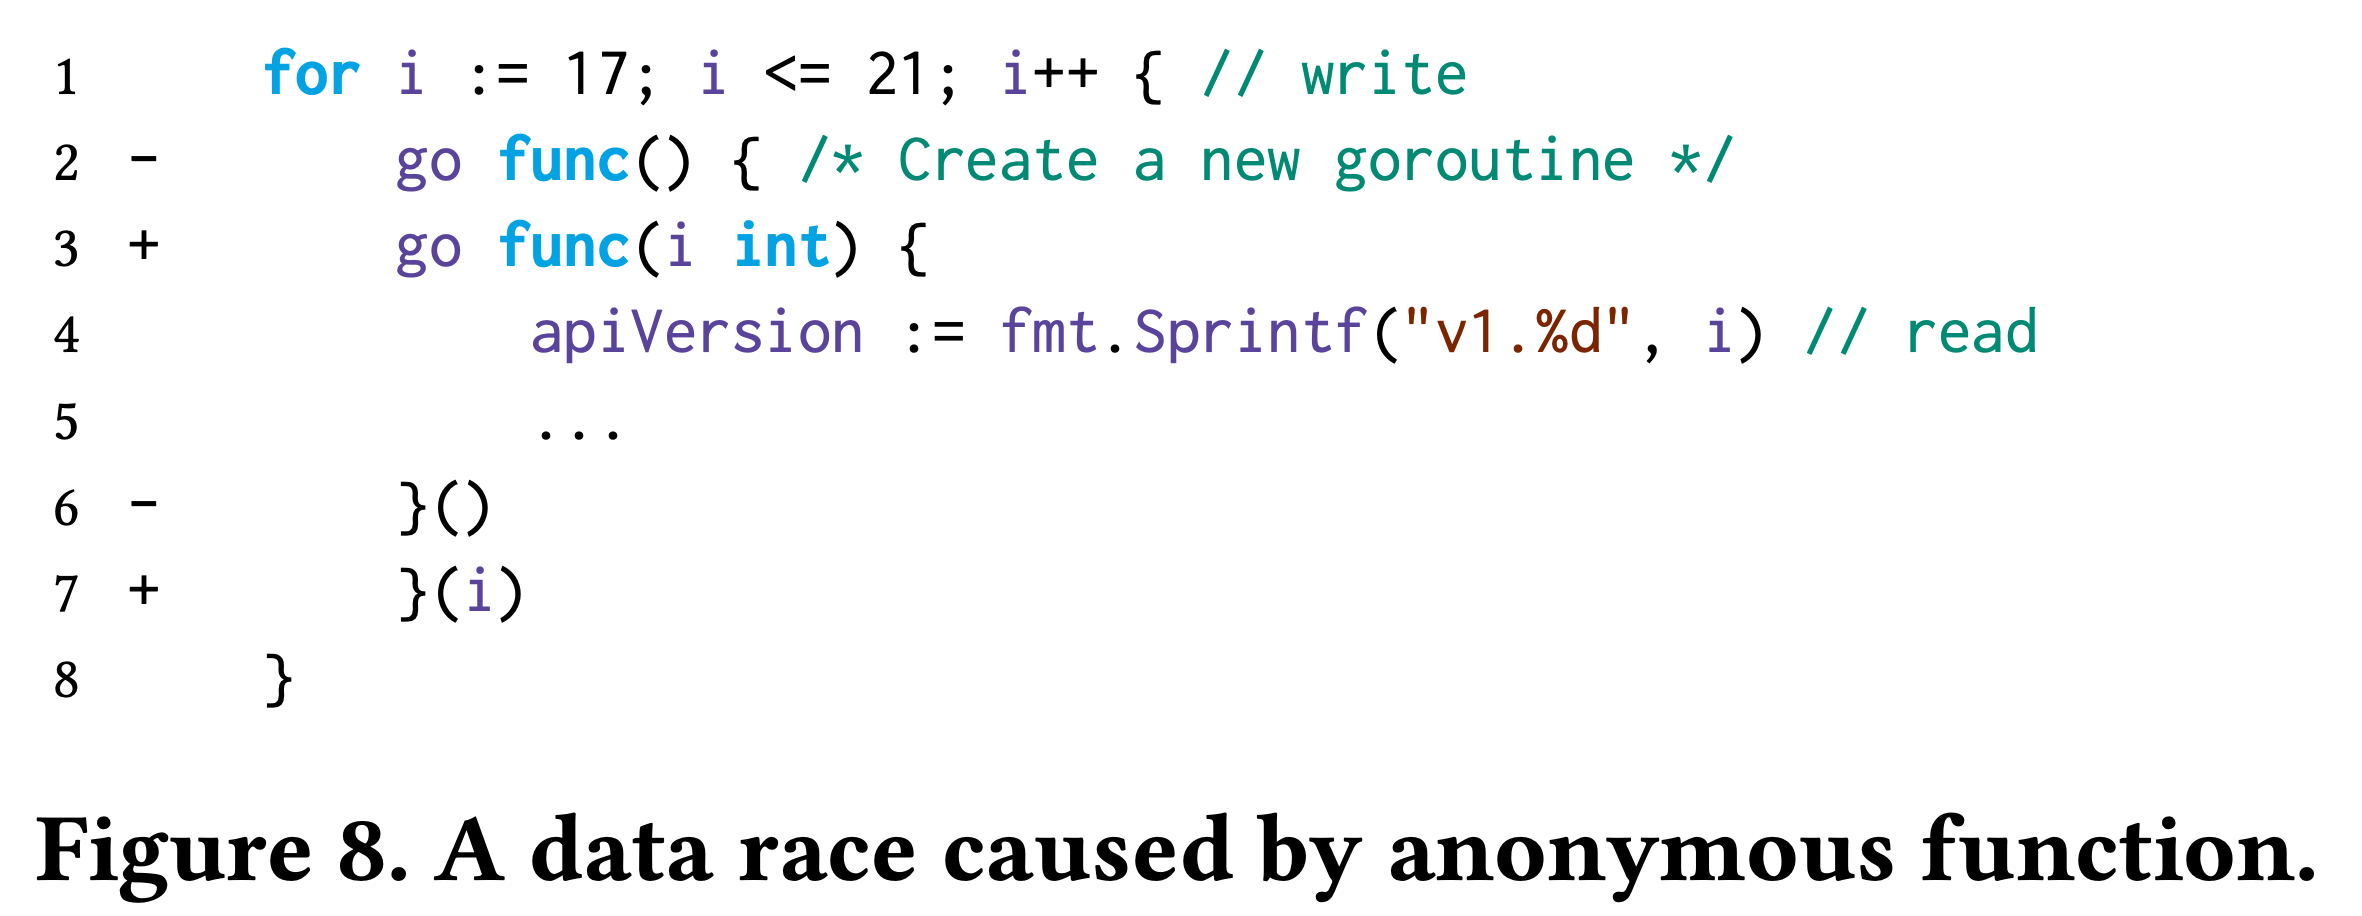 1 for i := 17; i <= 21; i++ { // write
2 - go func() { /* Create a new goroutine */
3 + go func(i int) {
4 apiVersion := fmt.Sprintf("v1.%d", i) // read
5 ...
6 - }()
7 + }(i)
8 }
Figure 8. A data race caused by anonymous function.